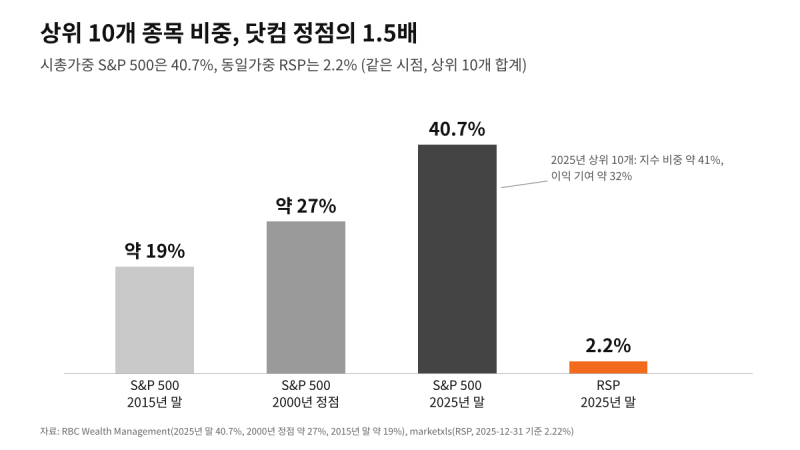 상위 10개 종목 비중, 닷컴 정점의 1.5배
시총가중 S&P 500은 40.7%, 동일가중 RSP는 2.2% (같은 시점, 상위 10개 합계)
40.7%
2025년 상위 10개: 지수 비중 약 41%,
이익 기여 약 32%
약 27%
약 19%
2.2%
S&P 500
2015년 말
S&P 500
2000년 정점
S&P 500
2025년 말
RSP
2025년 말
자료: RBC Wealth Management(2025년 말 40.7%, 2000년 정점 약 27%, 2015년 말 약 19%), marketxls(RSP, 2025-12-31 기준 2.22%)